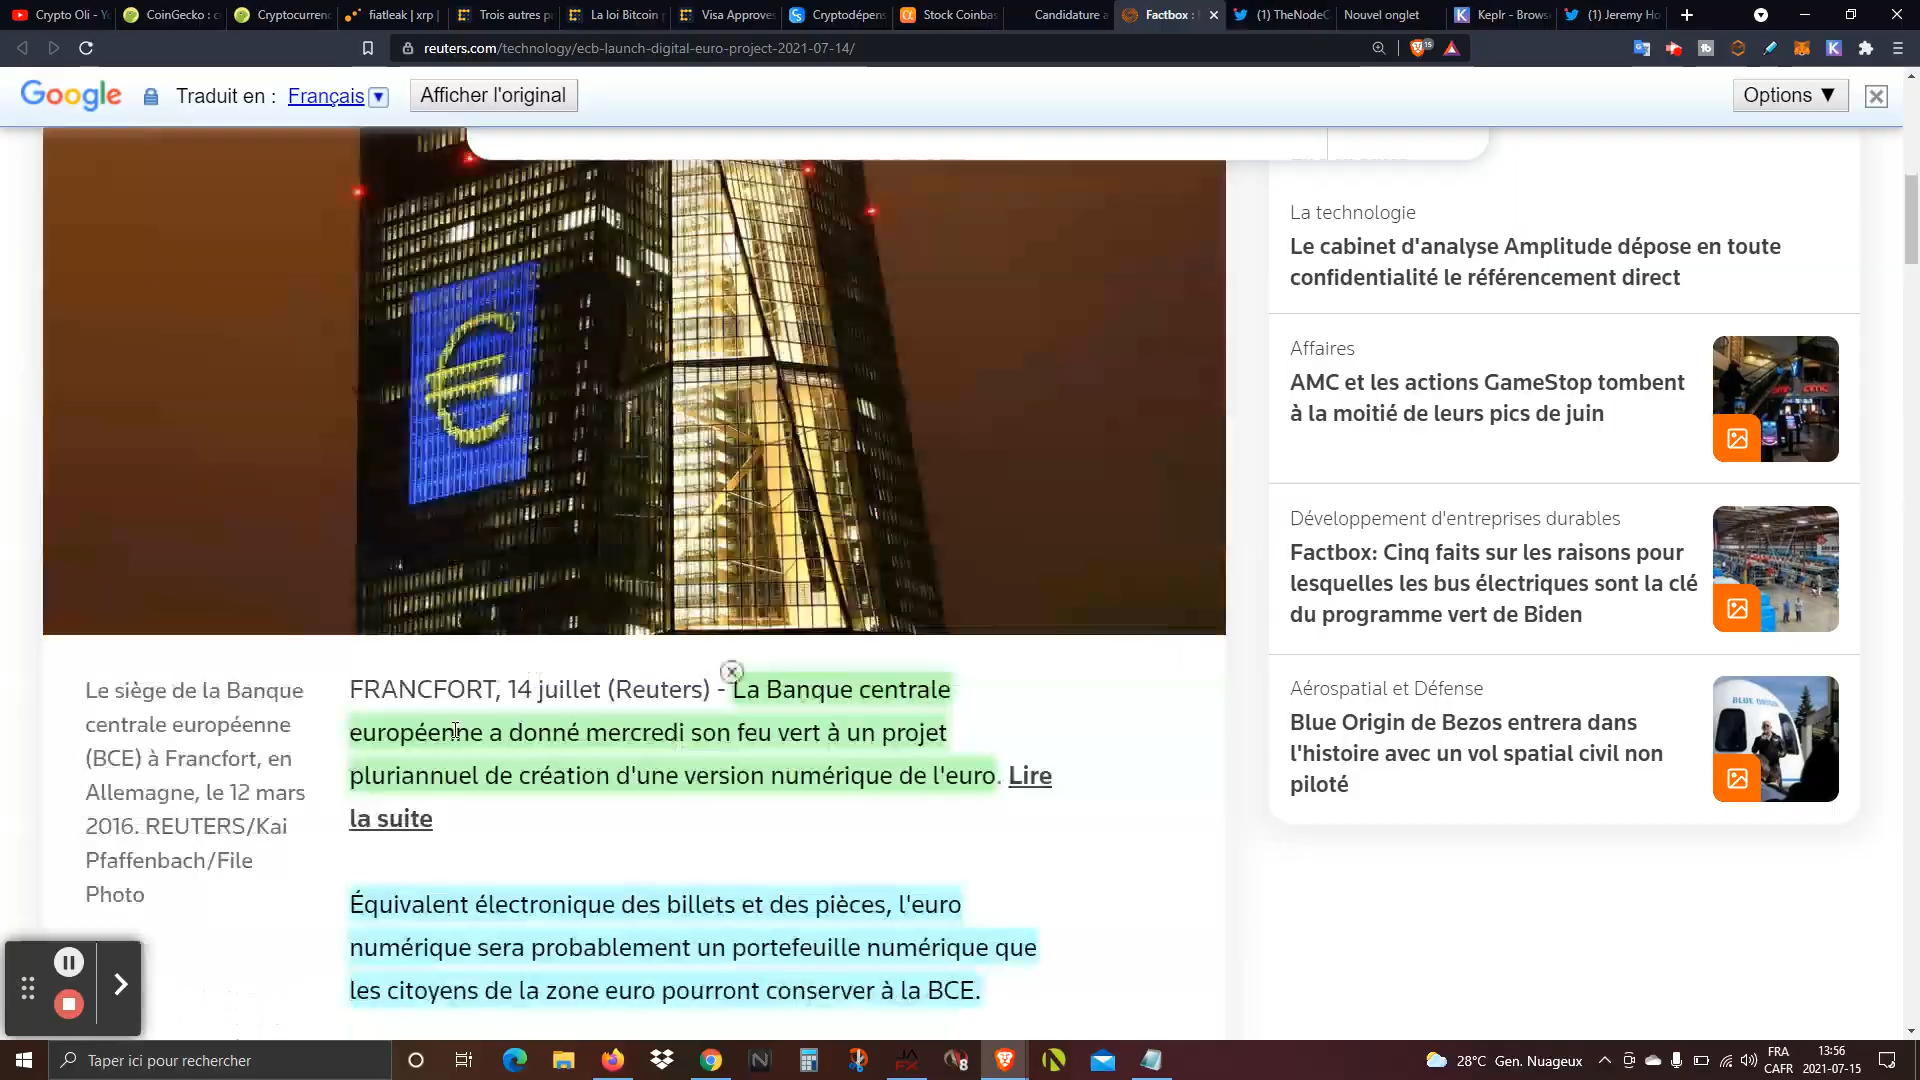 Crypto Oli - Y
CoinGecko : c
Cryptocurrenc
fiatleak | xrp |
Trois autres p
La loi Bitcoin p
Visa Approves
Cryptodépens
Stock Coinbas
Candidature a
Factbox :
(1) TheNodeC
Nouvel onglet
Keplr - Browse
(1) Jeremy Ho
reuters.com/technology/ecb-launch-digital-euro-project-2021-07-14/
Google
Traduit en : Français
Afficher l'original
Options ▼
€
FRANCFORT, 14 juillet (Reuters) - La Banque centrale
européenne a donné mercredi son feu vert à un projet
pluriannuel de création d'une version numérique de l'euro. Lire
la suite
Équivalent électronique des billets et des pièces, l'euro
numérique sera probablement un portefeuille numérique que
les citoyens de la zone euro pourront conserver à la BCE.
Le siège de la Banque
centrale européenne
(BCE) à Francfort, en
Allemagne, le 12 mars
2016. REUTERS/Kai
Pfaffenbach/File
Photo
La technologie
Le cabinet d'analyse Amplitude dépose en toute
confidentialité le référencement direct
Affaires
AMC et les actions GameStop tombent
à la moitié de leurs pics de juin
Développement d'entreprises durables
Factbox: Cinq faits sur les raisons pour
lesquelles les bus électriques sont la clé
du programme vert de Biden
Aérospatial et Défense
Blue Origin de Bezos entrera dans
l'histoire avec un vol spatial civil non
piloté
BLUE ORIGIN
Taper ici pour rechercher
28°C Gen. Nuageux
FRA
CAFR
13:56
2021-07-15